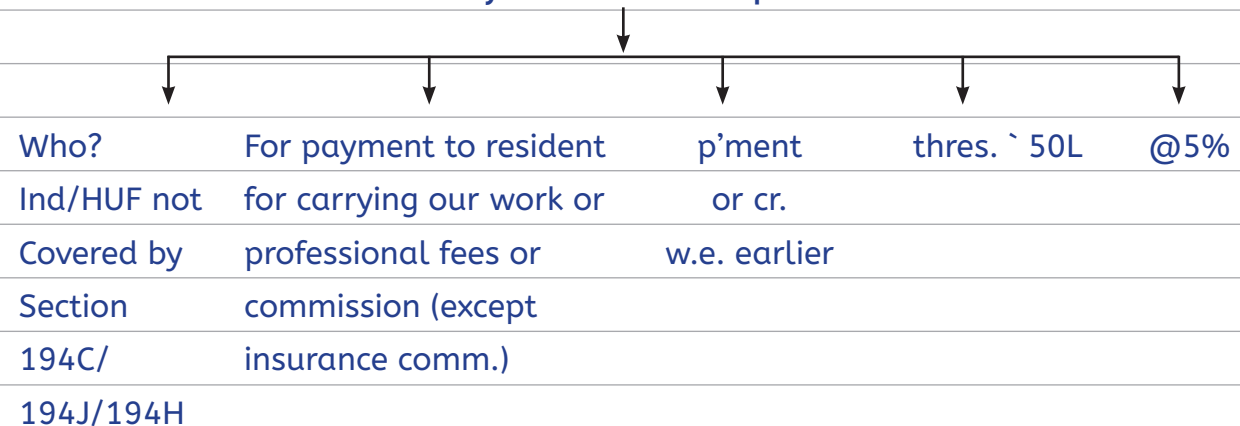 Who? For payment to resident p'ment thres. ` 50L @5%
Ind/HUF not for carrying our work or or cr.
Covered by professional fees or w.e. earlier
Section commission (except
194C/ insurance comm.)
194J/194H